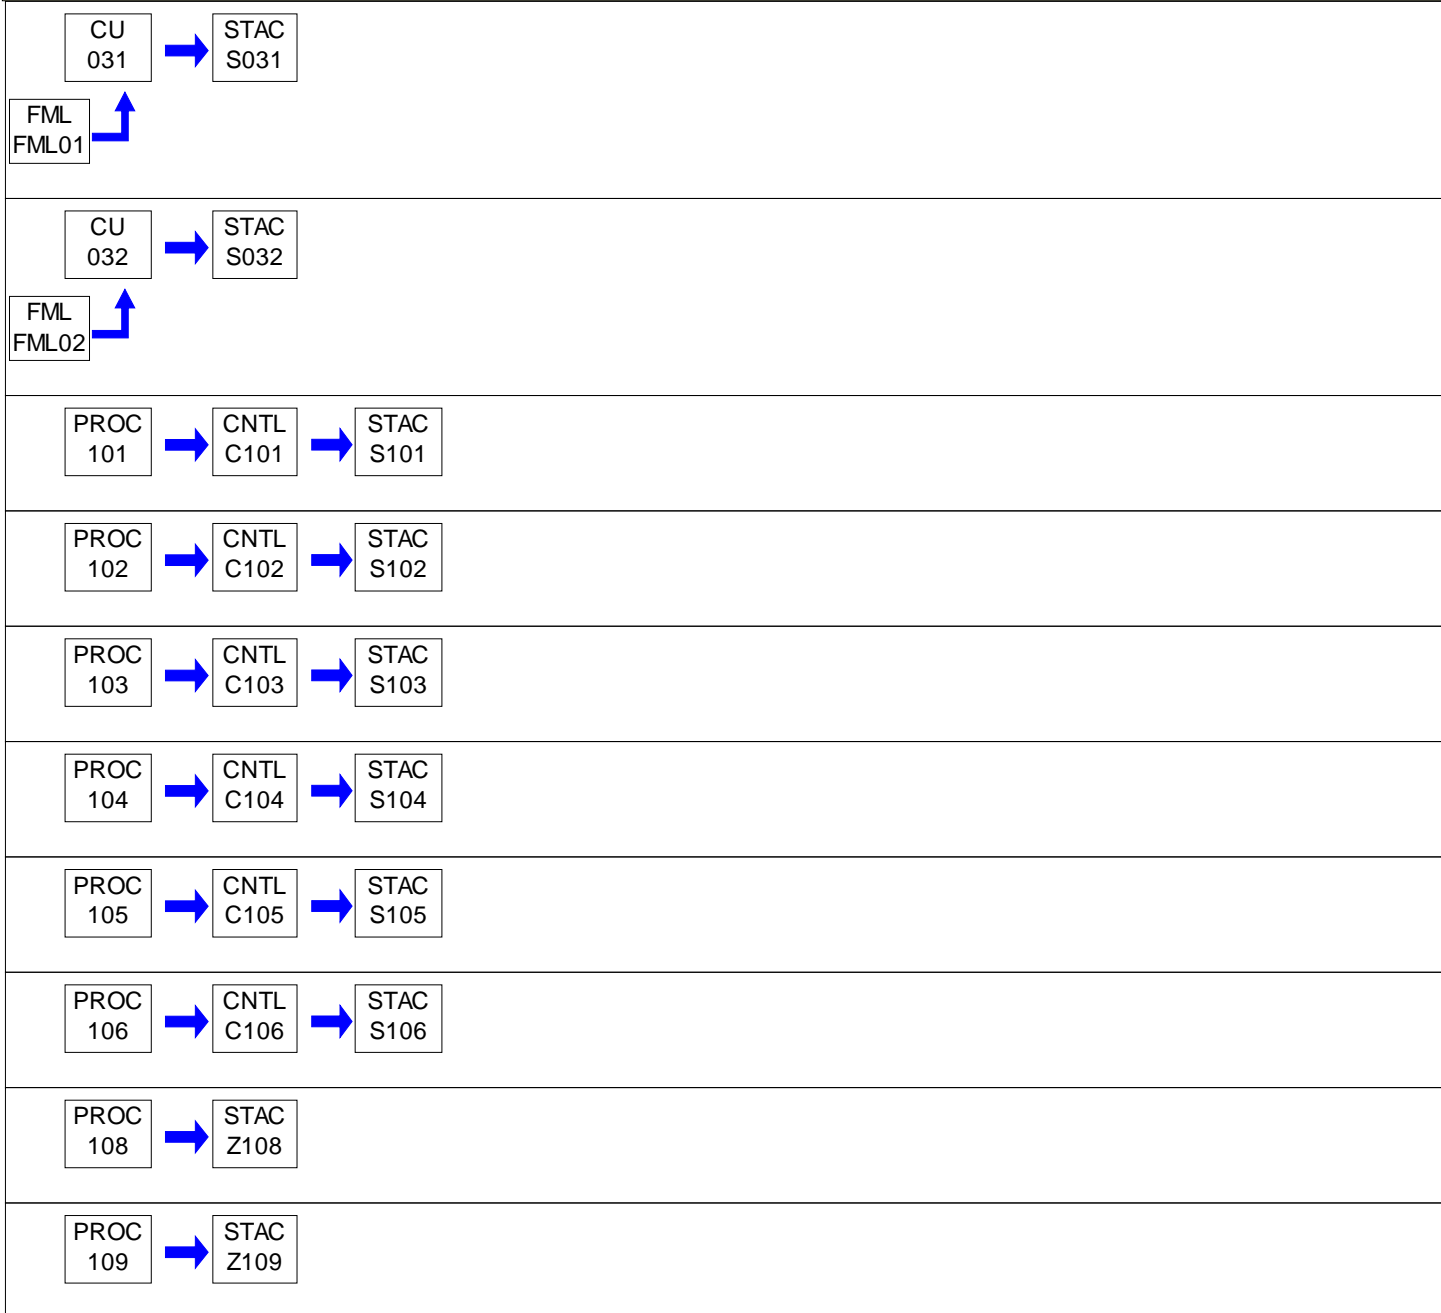 CU
031
STAC
S031
FML
FML01
CU
032
STAC
S032
FML
FML02
PROC
101
CNTL
C101
STAC
S101
PROC
102
CNTL
C102
STAC
S102
PROC
103
CNTL
C103
STAC
S103
PROC
104
CNTL
C104
STAC
S104
PROC
105
CNTL
C105
STAC
S105
PROC
106
CNTL
C106
STAC
S106
PROC
108
STAC
Z108
PROC
109
STAC
Z109